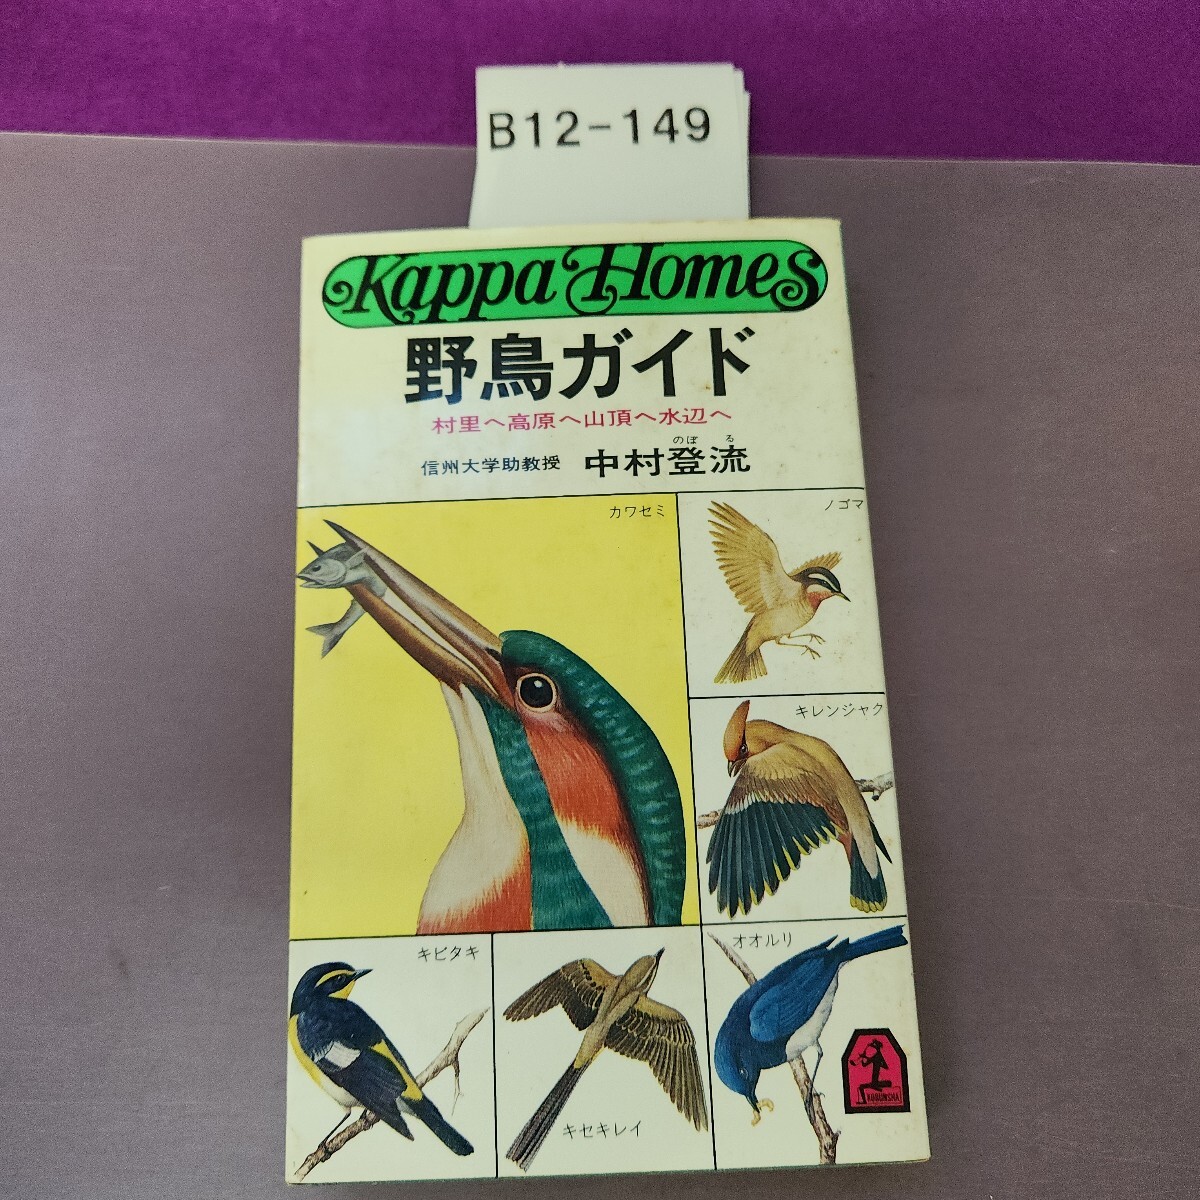 B12-149
Kappa Homes
野鳥ガイド
村里へ高原へ山頂へ水辺へ
のぼる
信州大学助教授 中村登流
カワセミ
ノゴマ
キレンジャク
キビタキ
オオルリ
キセキレイ
KOBUNSHA